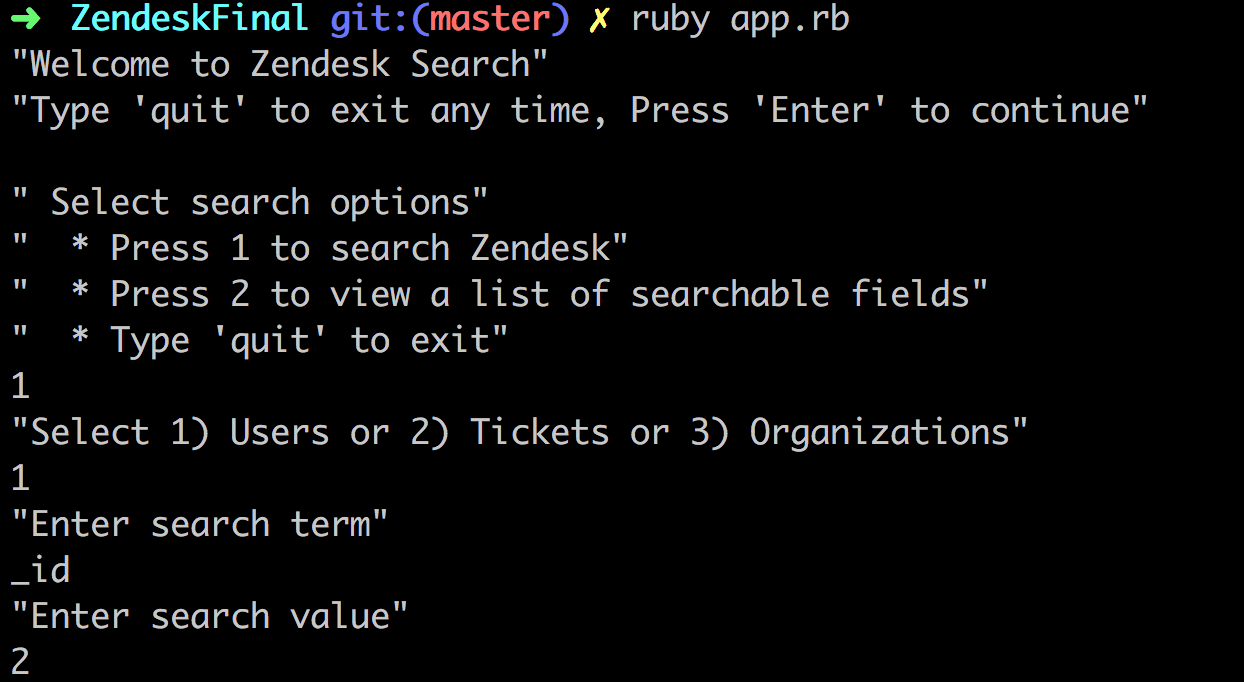 ➜ ZendeskFinal git:(master) ✗ ruby app.rb
"Welcome to Zendesk Search"
"Type 'quit' to exit any time, Press 'Enter' to continue"
" Select search options"
"  * Press 1 to search Zendesk"
"  * Press 2 to view a list of searchable fields"
"  * Type 'quit' to exit"
1
"Select 1) Users or 2) Tickets or 3) Organizations"
1
"Enter search term"
_id
"Enter search value"
2